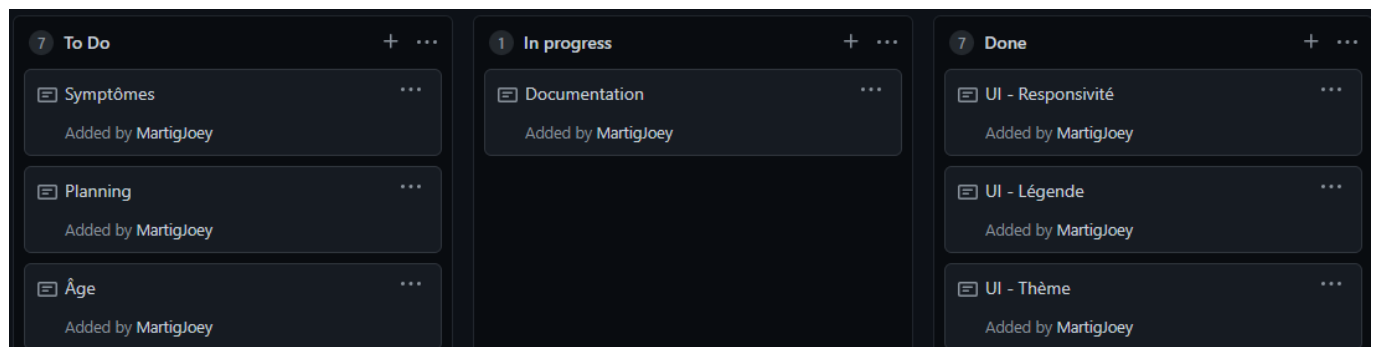 7 To Do
Symptômes
Added by MartigJoey
Planning
Added by MartigJoey
Âge
Added by MartigJoey
1 In progress
Documentation
Added by MartigJoey
7 Done
UI - Responsivité
Added by MartigJoey
UI - Légende
Added by MartigJoey
UI - Thème
Added by MartigJoey